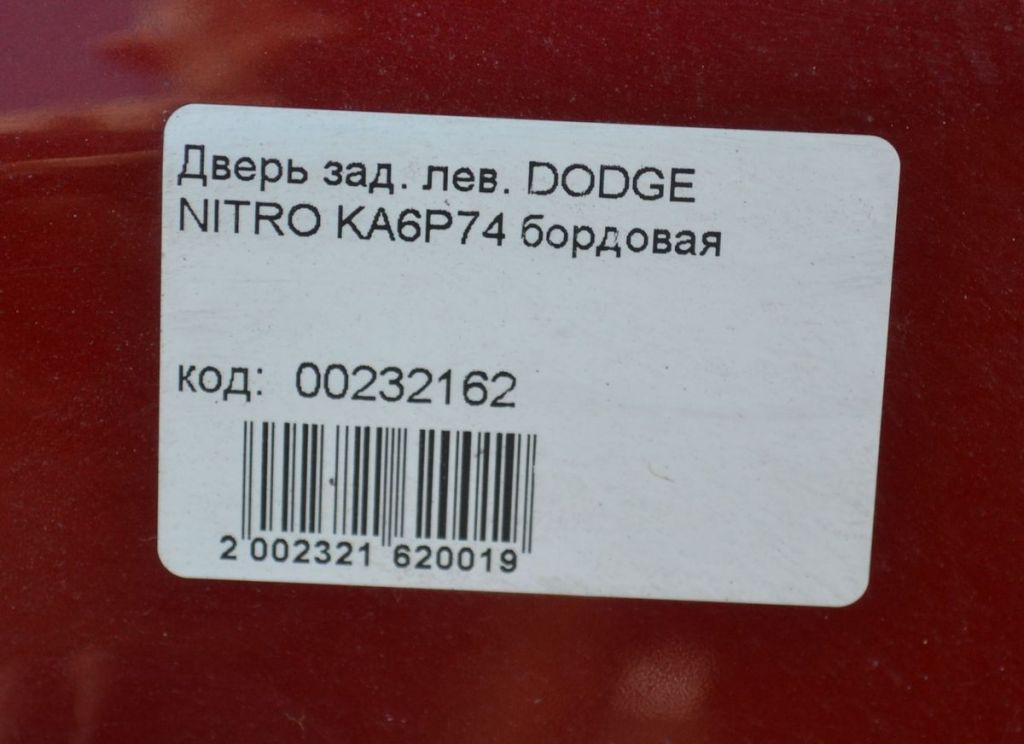 Дверь зад. лев. DODGE
NITRO KA6P74 бордовая
код: 00232162
2 002321 620019